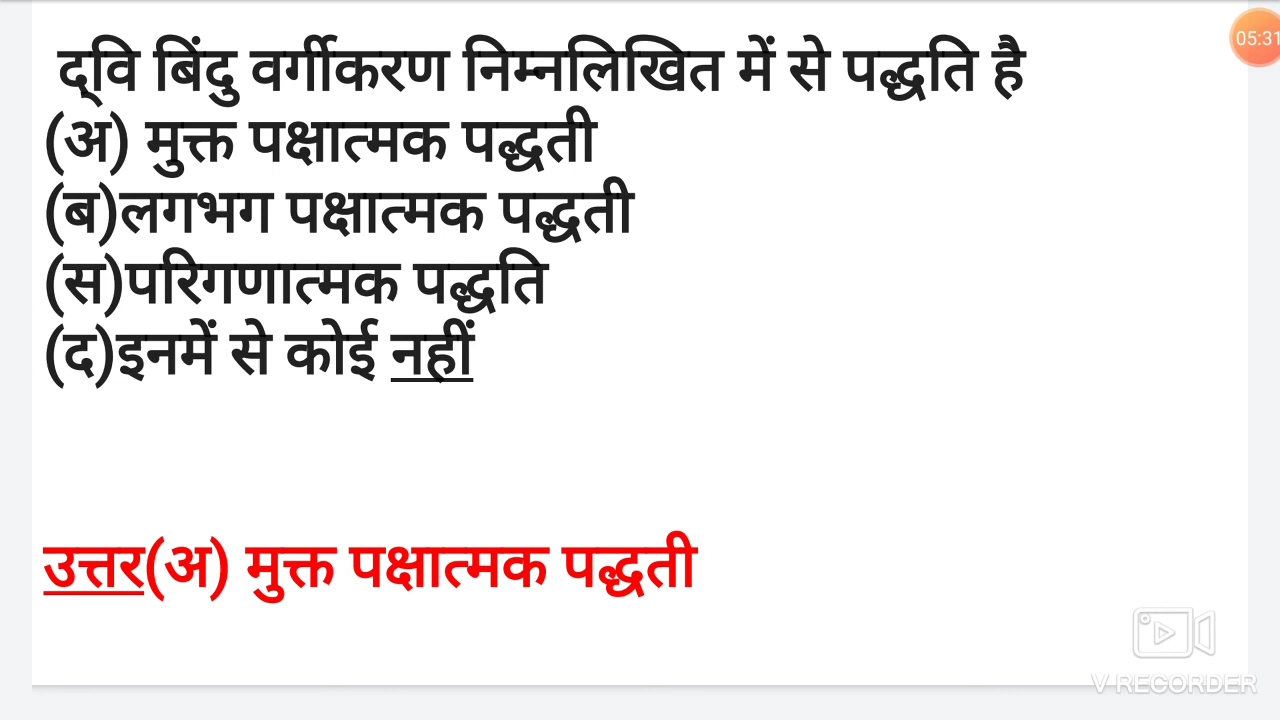 द्वि बिंदु वर्गीकरण निम्नलिखित में से पद्धति है
(अ) मुक्त पक्षात्मक पद्धती
(ब)लगभग पक्षात्मक पद्धती
(स)परिगणात्मक पद्धति
(द)इनमें से कोई नहीं
उत्तर(अ) मुक्त पक्षात्मक पद्धती
05:31
V RECORDER